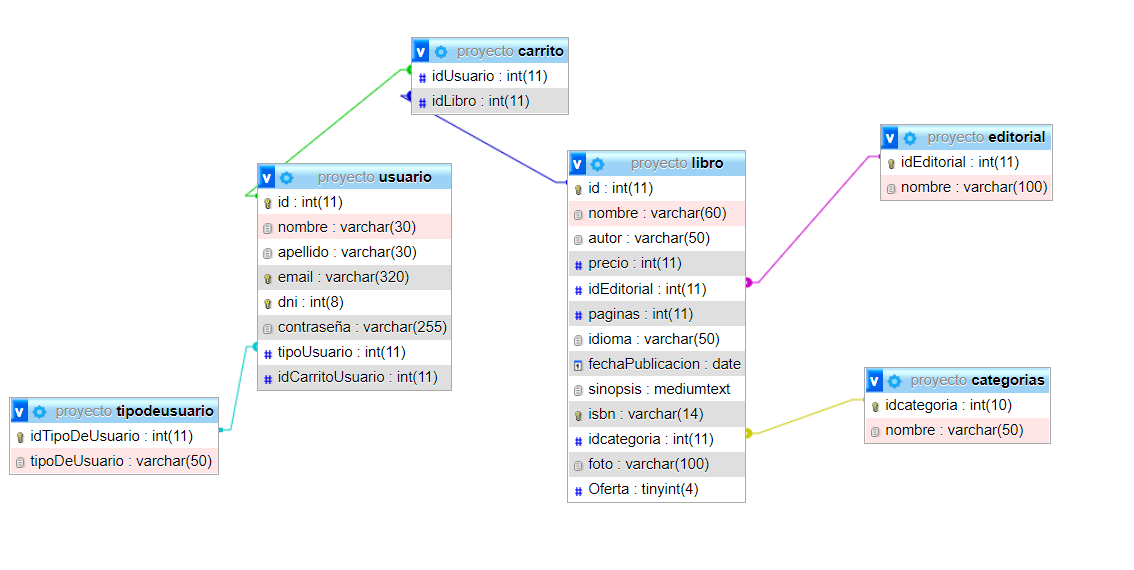 v proyecto carrito
# idUsuario : int(11)
# idLibro : int(11)
v proyecto usuario
id : int(11)
nombre : varchar(30)
apellido : varchar(30)
email : varchar(320)
dni : int(8)
contraseña : varchar(255)
# tipoUsuario : int(11)
# idCarritoUsuario : int(11)
v proyecto tipodeusuario
idTipoDeUsuario : int(11)
tipoDeUsuario : varchar(50)
v proyecto libro
id : int(11)
nombre : varchar(60)
autor : varchar(50)
# precio : int(11)
# idEditorial : int(11)
# paginas : int(11)
idioma : varchar(50)
fechaPublicacion : date
sinopsis : mediumtext
isbn : varchar(14)
# idcategoria : int(11)
foto : varchar(100)
# Oferta : tinyint(4)
v proyecto editorial
idEditorial : int(11)
nombre : varchar(100)
v proyecto categorias
idcategoria : int(10)
nombre : varchar(50)